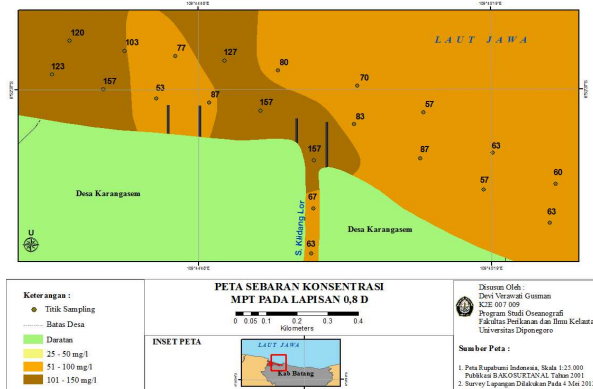 LAUT JAWA
120
103
77
127
80
123
157
53
87
157
70
83
57
157
87
63
57
60
63
67
63
Desa Karangasem
Desa Karangasem
S. Klidang Lor
U
Keterangan :
Titik Sampling
Batas Desa
Daratan
25 - 50 mg/l
51 - 100 mg/l
101 - 150 mg/l
PETA SEBARAN KONSENTRASI
MPT PADA LAPISAN 0,8 D
0 0.05 0.1 0.2 0.3 0.4
Kilometers
INSET PETA
LAUT JAWA
Kab Batang
Disusun Oleh :
Devi Verawati Gusman
K2E 007 009
Program Studi Oseanografi
Fakultas Perikanan dan Ilmu Kelauta
Universitas Diponegoro
Sumber Peta :
1. Peta Rupabumi Indonesia, Skala 1:25.000
Publikasi BAKOSURTANAL Tahun 2001
2. Survey Lapangan Dilakukan Pada 4 Mei 201